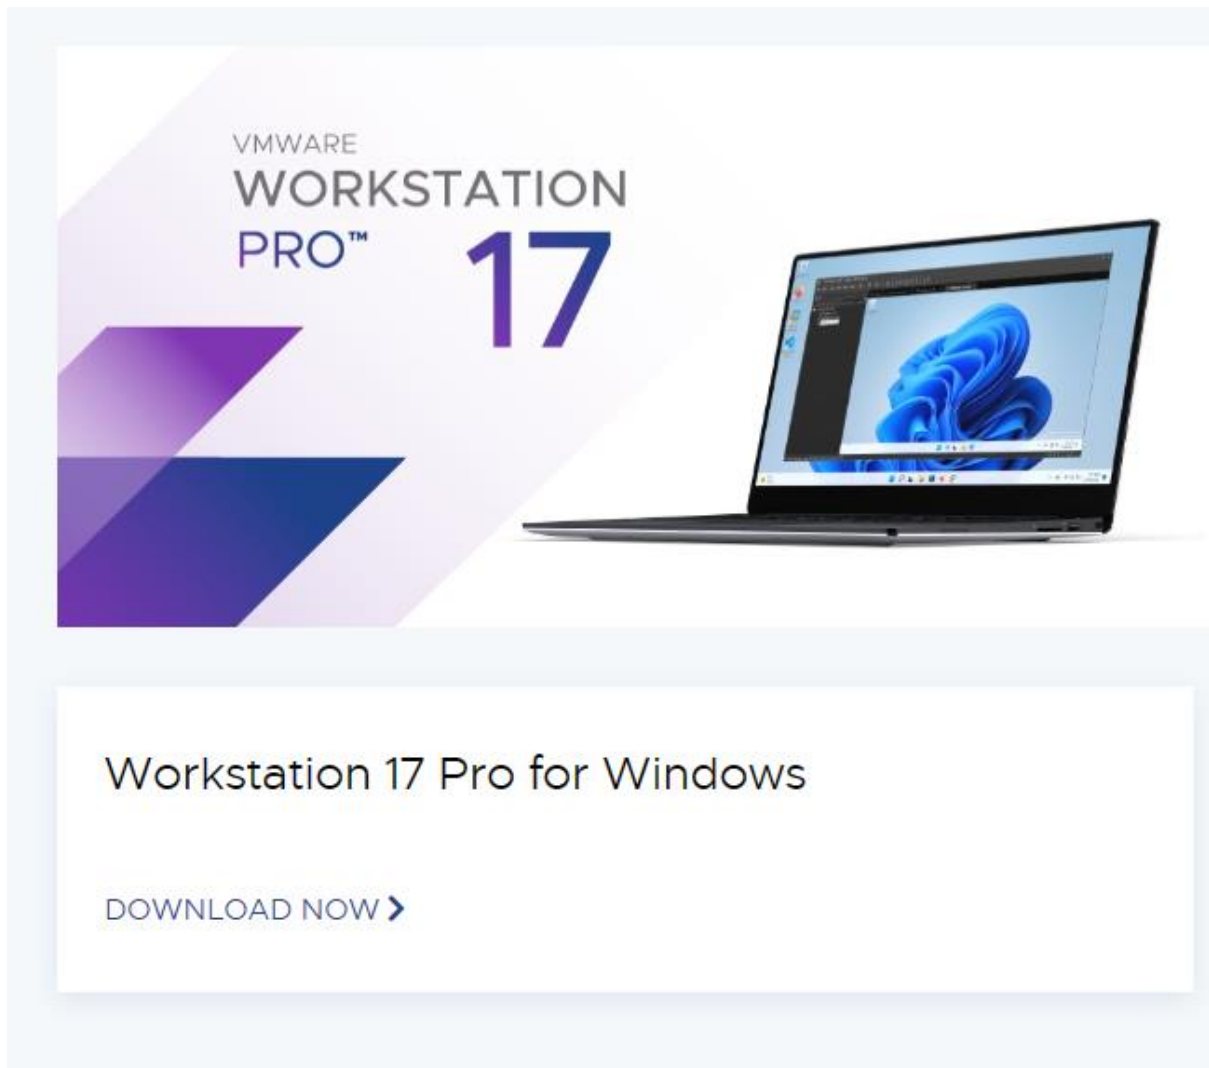 VMWARE
WORKSTATION
PRO™ 17
Workstation 17 Pro for Windows
DOWNLOAD NOW